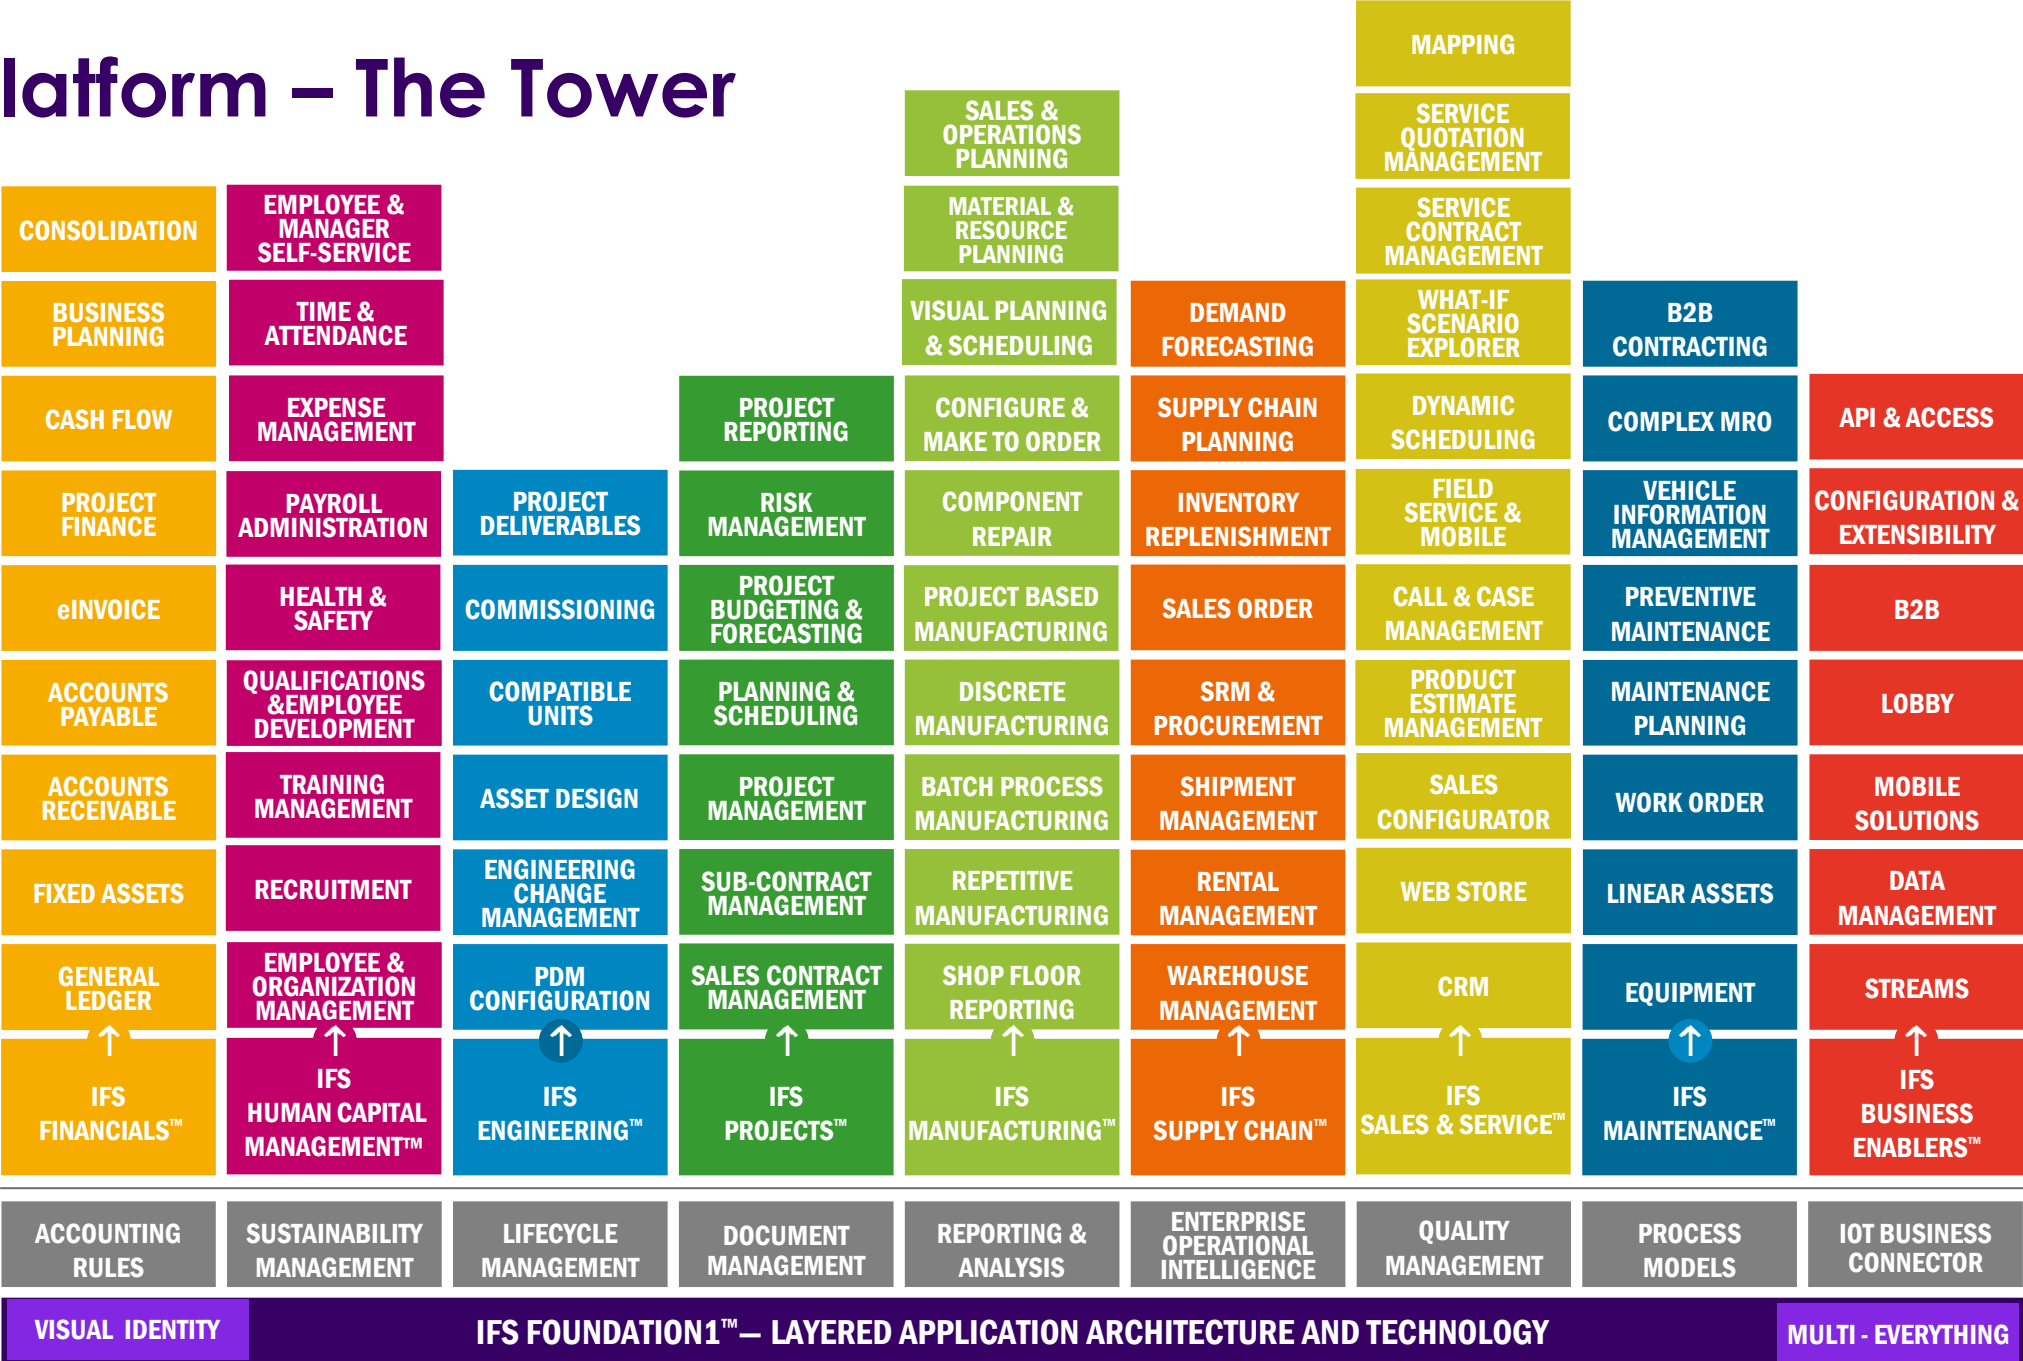 latform – The Tower
MAPPING
SALES &
OPERATIONS
PLANNING
SERVICE
QUOTATION
MANAGEMENT
CONSOLIDATION
EMPLOYEE &
MANAGER
SELF-SERVICE
MATERIAL &
RESOURCE
PLANNING
SERVICE
CONTRACT
MANAGEMENT
BUSINESS
PLANNING
TIME &
ATTENDANCE
VISUAL PLANNING
& SCHEDULING
DEMAND
FORECASTING
WHAT-IF
SCENARIO
EXPLORER
B2B
CONTRACTING
CASH FLOW
EXPENSE
MANAGEMENT
PROJECT
REPORTING
CONFIGURE &
MAKE TO ORDER
SUPPLY CHAIN
PLANNING
DYNAMIC
SCHEDULING
COMPLEX MRO
API & ACCESS
PROJECT
FINANCE
PAYROLL
ADMINISTRATION
PROJECT
DELIVERABLES
RISK
MANAGEMENT
COMPONENT
REPAIR
INVENTORY
REPLENISHMENT
FIELD
SERVICE &
MOBILE
VEHICLE
INFORMATION
MANAGEMENT
CONFIGURATION &
EXTENSIBILITY
eINVOICE
HEALTH &
SAFETY
COMMISSIONING
PROJECT
BUDGETING &
FORECASTING
PROJECT BASED
MANUFACTURING
SALES ORDER
CALL & CASE
MANAGEMENT
PREVENTIVE
MAINTENANCE
B2B
ACCOUNTS
PAYABLE
QUALIFICATIONS
&EMPLOYEE
DEVELOPMENT
COMPATIBLE
UNITS
PLANNING &
SCHEDULING
DISCRETE
MANUFACTURING
SRM &
PROCUREMENT
PRODUCT
ESTIMATE
MANAGEMENT
MAINTENANCE
PLANNING
LOBBY
ACCOUNTS
RECEIVABLE
TRAINING
MANAGEMENT
ASSET DESIGN
PROJECT
MANAGEMENT
BATCH PROCESS
MANUFACTURING
SHIPMENT
MANAGEMENT
SALES
CONFIGURATOR
WORK ORDER
MOBILE
SOLUTIONS
FIXED ASSETS
RECRUITMENT
ENGINEERING
CHANGE
MANAGEMENT
SUB-CONTRACT
MANAGEMENT
REPETITIVE
MANUFACTURING
RENTAL
MANAGEMENT
WEB STORE
LINEAR ASSETS
DATA
MANAGEMENT
GENERAL
LEDGER
EMPLOYEE &
ORGANIZATION
MANAGEMENT
PDM
CONFIGURATION
SALES CONTRACT
MANAGEMENT
SHOP FLOOR
REPORTING
WAREHOUSE
MANAGEMENT
CRM
EQUIPMENT
STREAMS
IFS
FINANCIALS™
IFS
HUMAN CAPITAL
MANAGEMENT™
IFS
ENGINEERING™
IFS
PROJECTS™
IFS
MANUFACTURING™
IFS
SUPPLY CHAIN™
IFS
SALES & SERVICE™
IFS
MAINTENANCE™
IFS
BUSINESS
ENABLERS™
ACCOUNTING
RULES
SUSTAINABILITY
MANAGEMENT
LIFECYCLE
MANAGEMENT
DOCUMENT
MANAGEMENT
REPORTING &
ANALYSIS
ENTERPRISE
OPERATIONAL
INTELLIGENCE
QUALITY
MANAGEMENT
PROCESS
MODELS
IOT BUSINESS
CONNECTOR
VISUAL IDENTITY
IFS FOUNDATION1™— LAYERED APPLICATION ARCHITECTURE AND TECHNOLOGY
MULTI - EVERYTHING